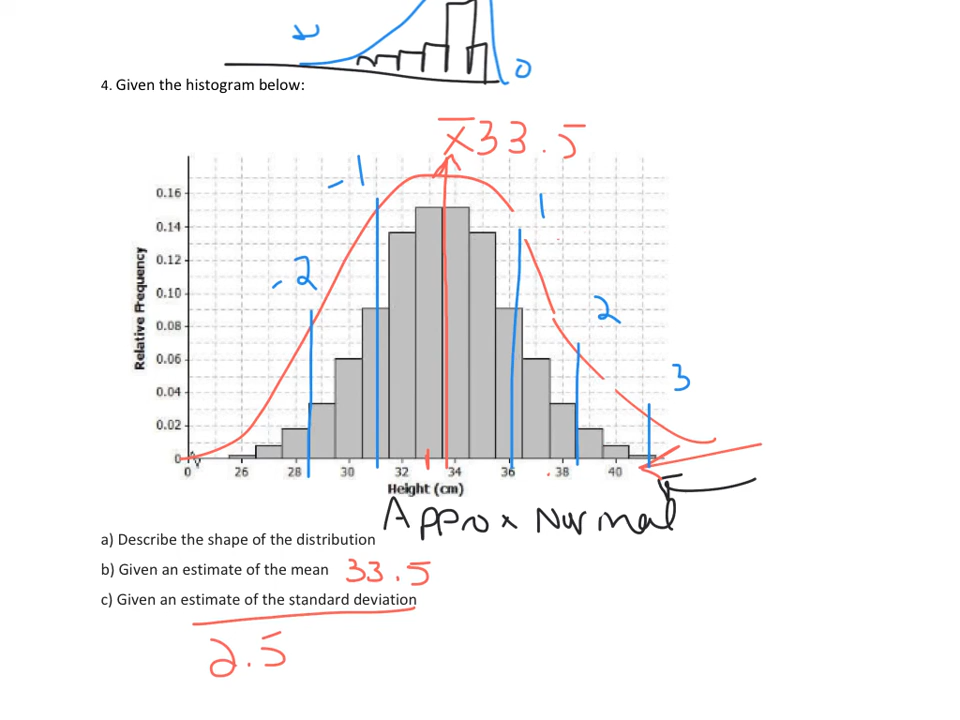 0
4. Given the histogram below:
x̄33.5
-1
1
-2
2
3
0.16
0.14
0.12
0.10
0.08
0.06
0.04
0.02
0
Relative Frequency
0 26 28 30 32 34 36 38 40
Height (cm)
Approx Normal
a) Describe the shape of the distribution
b) Given an estimate of the mean 33.5
c) Given an estimate of the standard deviation
2.5